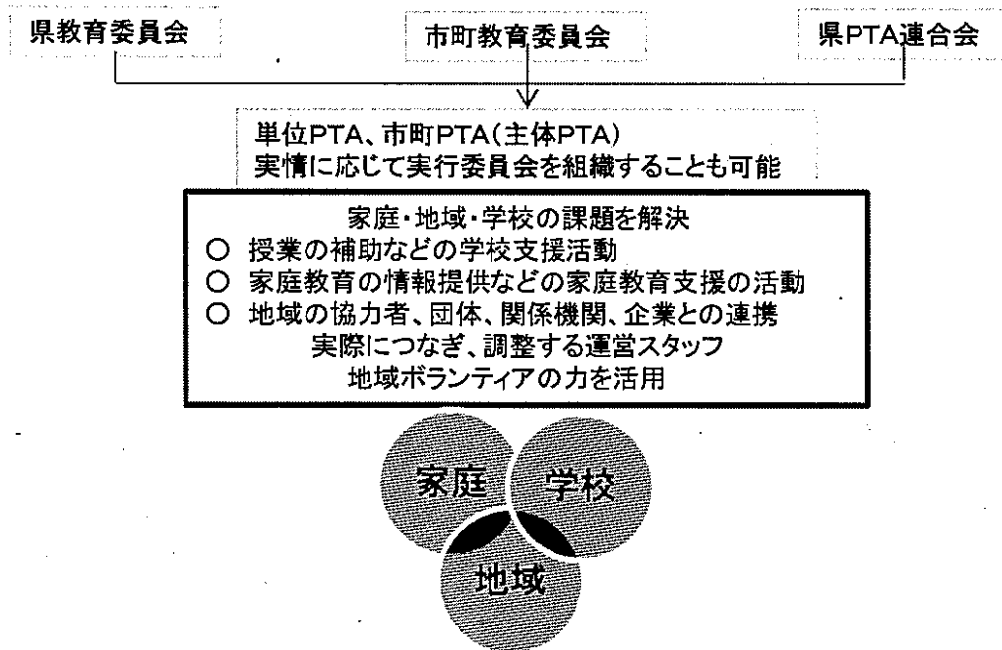 県教育委員会
市町教育委員会
県PTA連合会
単位PTA、市町PTA(主体PTA)
実情に応じて実行委員会を組織することも可能
家庭・地域・学校の課題を解決
○ 授業の補助などの学校支援活動
○ 家庭教育の情報提供などの家庭教育支援の活動
○ 地域の協力者、団体、関係機関、企業との連携
実際につなぎ、調整する運営スタッフ
地域ボランティアの力を活用
家庭
学校
地域